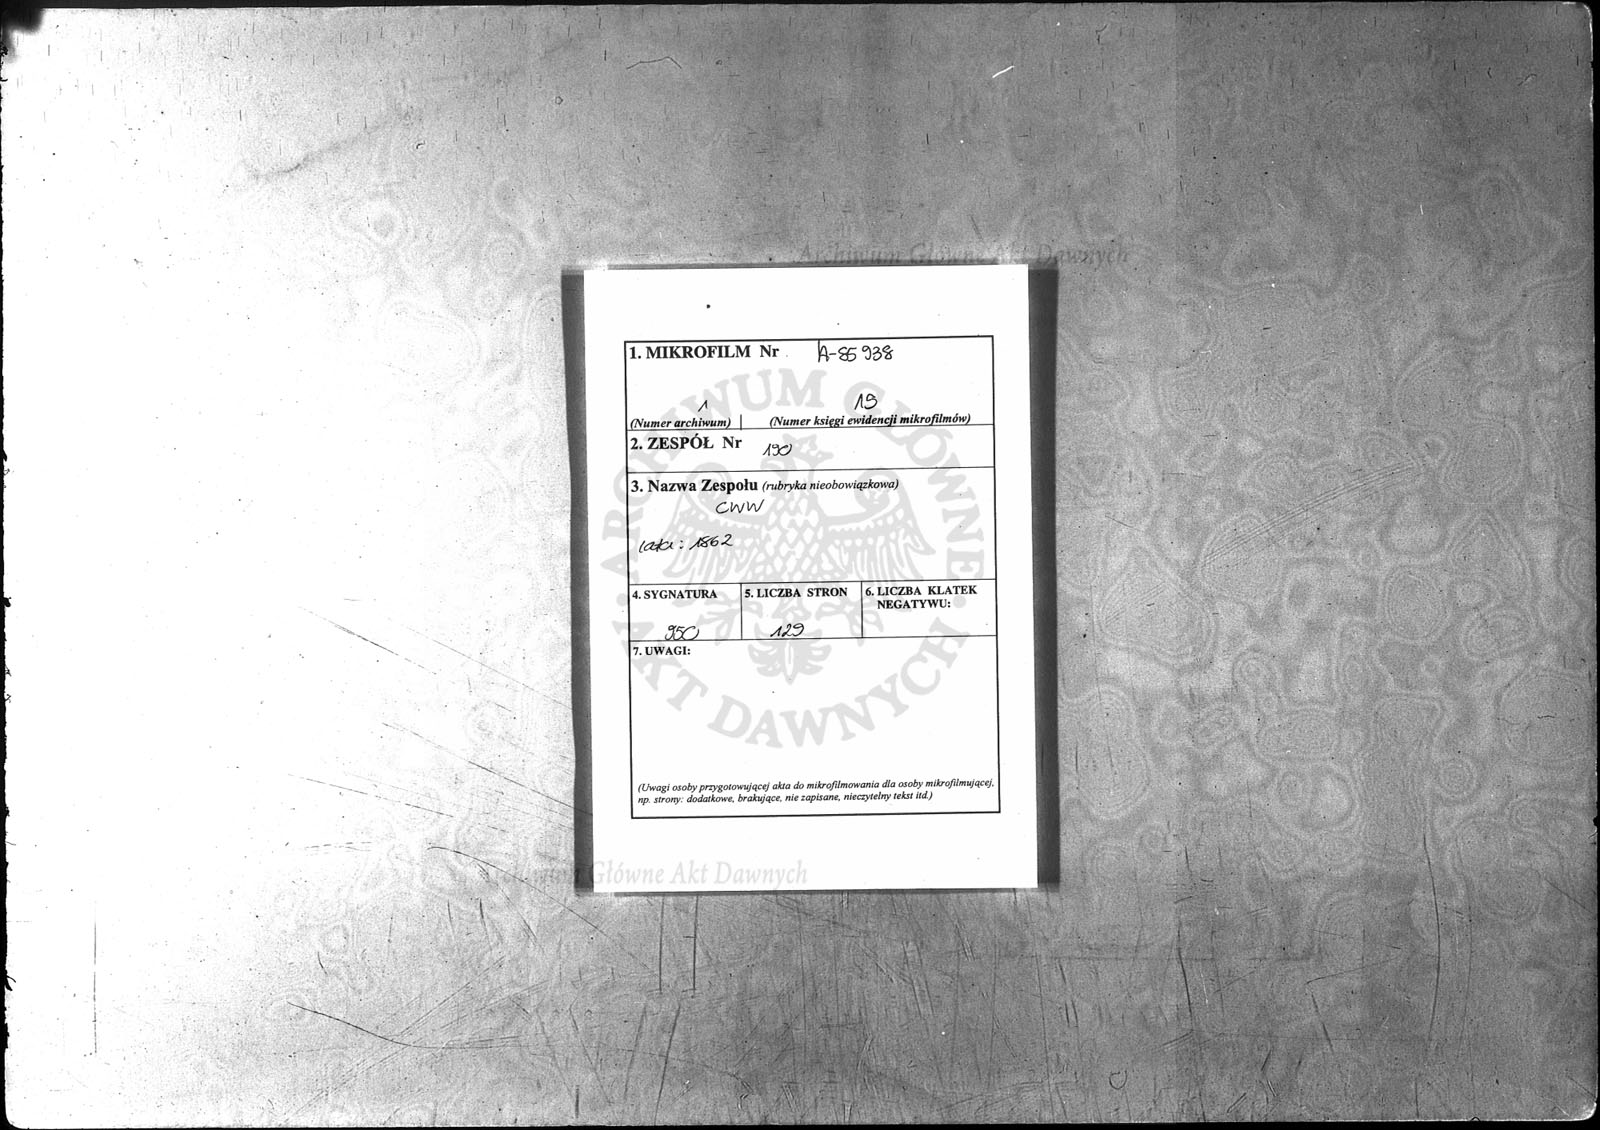 Archiwum Główne Akt Dawnych
1. MIKROFILM Nr A-85 938
1 19
(Numer archiwum) (Numer księgi ewidencji mikrofilmów)
2. ZESPÓŁ Nr 190
3. Nazwa Zespołu (rubryka nieobowiązkowa)
CWW
lata: 1862
4. SYGNATURA 5. LICZBA STRON 6. LICZBA KLATEK
NEGATYWU:
950 129
7. UWAGI:
ARCHIWUM GŁÓWNE AKT DAWNYCH
(Uwagi osoby przygotowującej akta do mikrofilmowania dla osoby mikrofilmującej,
np. strony: dodatkowe, brakujące, nie zapisane, nieczytelny tekst itd.)
Archiwum Główne Akt Dawnych